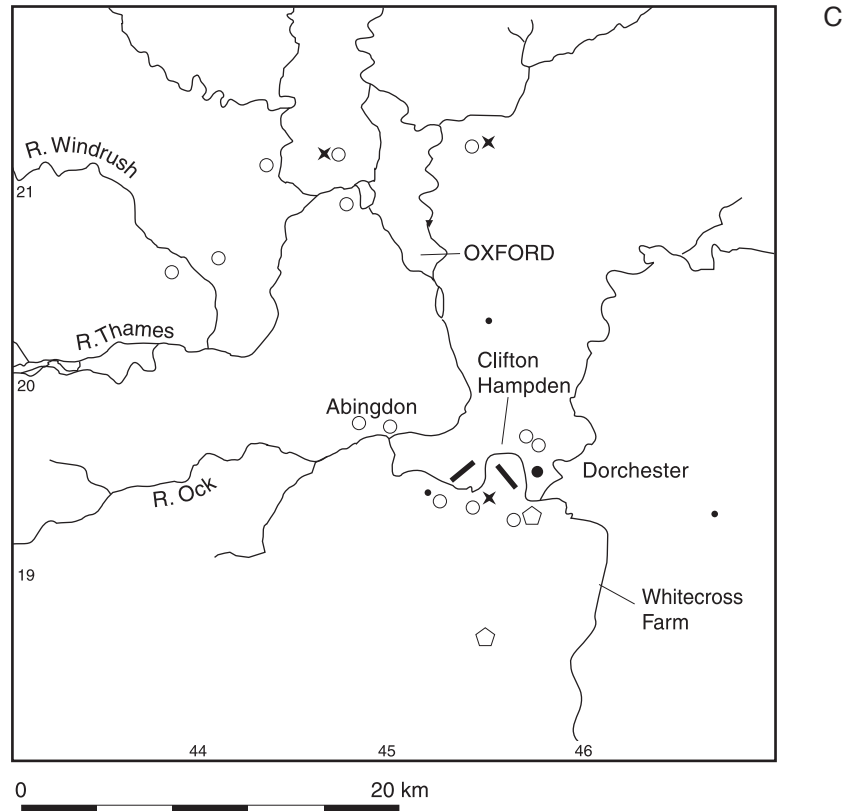 C
R. Windrush
21
OXFORD
R.Thames
Clifton
Hampden
20
Abingdon
Dorchester
R. Ock
19
Whitecross
Farm
44 45 46
0 20 km